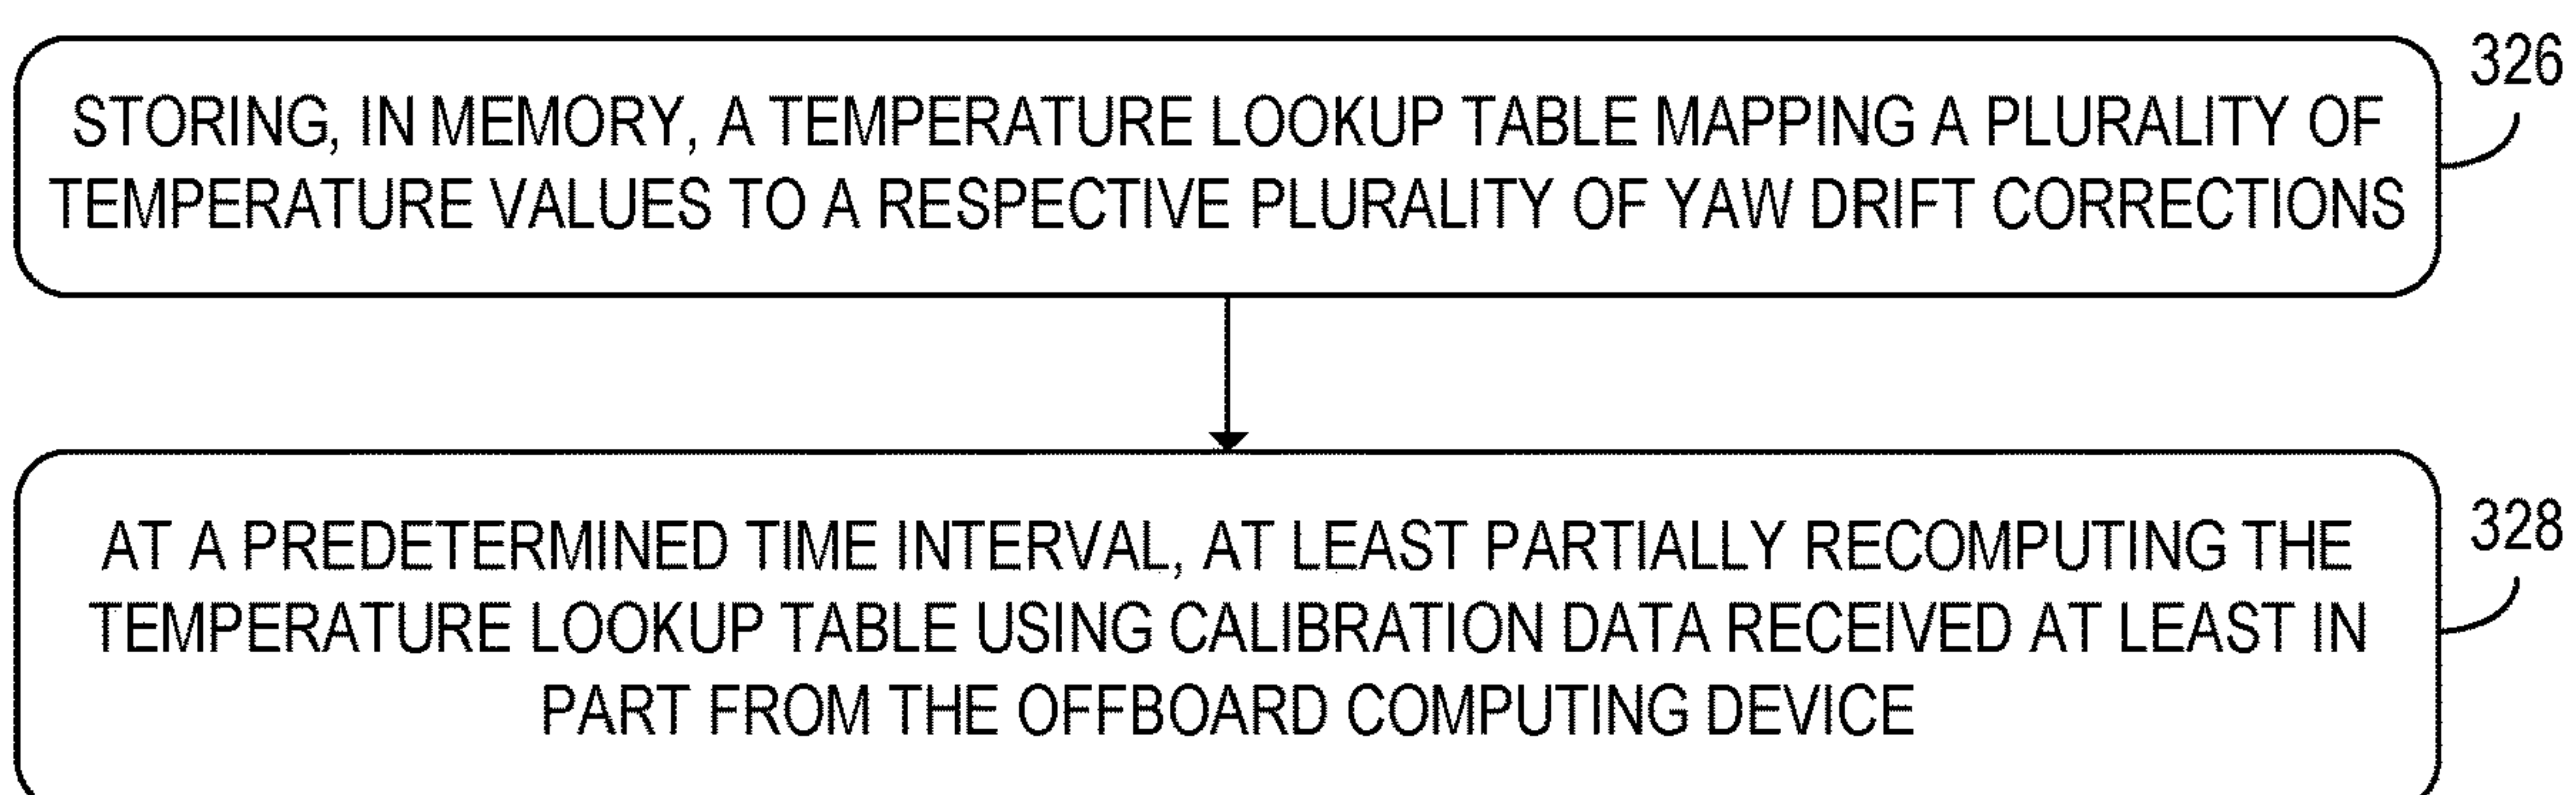 326
STORING, IN MEMORY, A TEMPERATURE LOOKUP TABLE MAPPING A PLURALITY OF
TEMPERATURE VALUES TO A RESPECTIVE PLURALITY OF YAW DRIFT CORRECTIONS
328
AT A PREDETERMINED TIME INTERVAL, AT LEAST PARTIALLY RECOMPUTING THE
TEMPERATURE LOOKUP TABLE USING CALIBRATION DATA RECEIVED AT LEAST IN
PART FROM THE OFFBOARD COMPUTING DEVICE